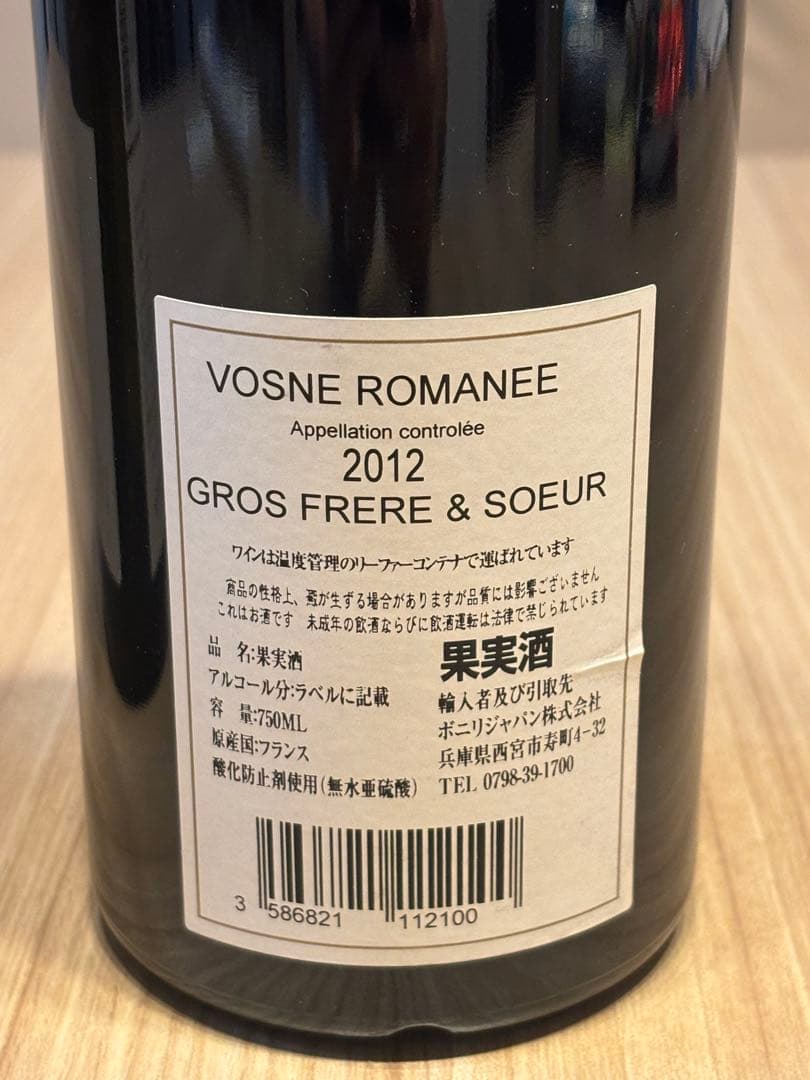 VOSNE ROMANEE
Appellation controlée
2012
GROS FRERE & SOEUR
ワインは温度管理のリーファーコンテナで運ばれています
商品の性格上、澱が生ずる場合がありますが品質には影響ございません
これはお酒です 未成年の飲酒ならびに飲酒運転は法律で禁じられています
品 名:果実酒
アルコール分:ラベルに記載
容 量:750ML
原産国:フランス
酸化防止剤使用(無水亜硫酸)
果実酒
輸入者及び引取先
ボニリジャパン株式会社
兵庫県西宮市寿町4-32
TEL 0798-39-1700
3 586821 112100